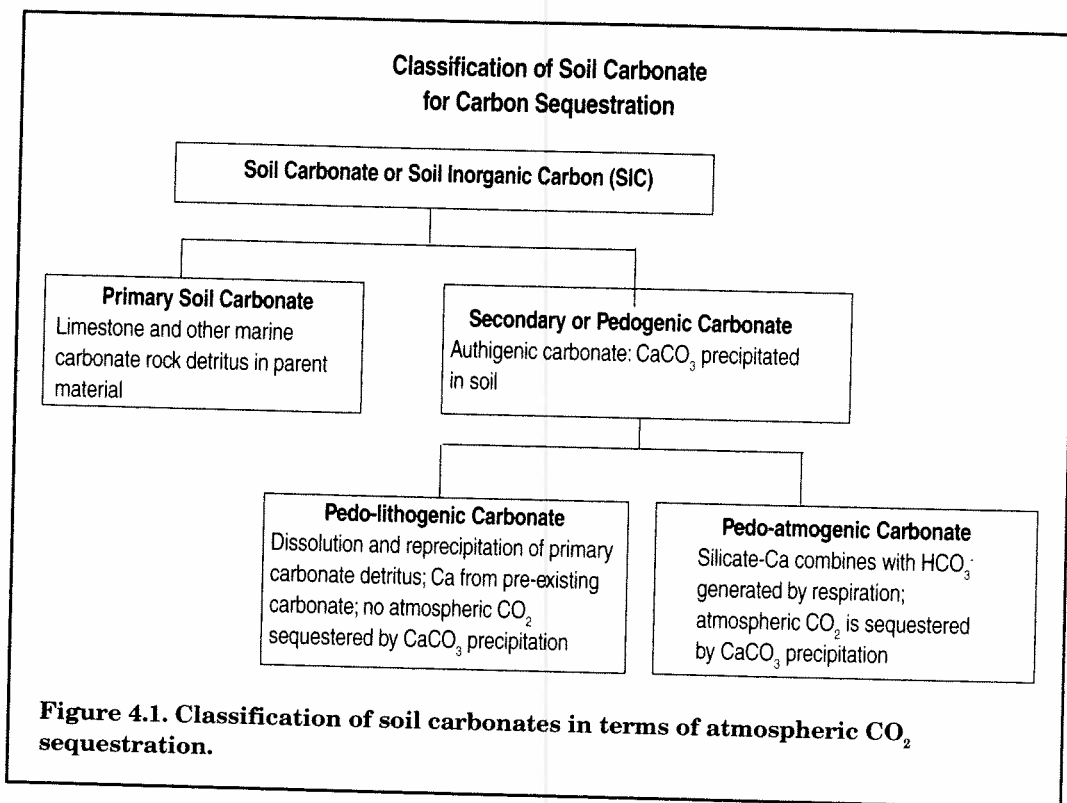 Classification of Soil Carbonate
for Carbon Sequestration
Soil Carbonate or Soil Inorganic Carbon (SIC)
Primary Soil Carbonate
Limestone and other marine
carbonate rock detritus in parent
material
Secondary or Pedogenic Carbonate
Authigenic carbonate: CaCO₃ precipitated
in soil
Pedo-lithogenic Carbonate
Dissolution and reprecipitation of primary
carbonate detritus; Ca from pre-existing
carbonate; no atmospheric CO₂
sequestered by CaCO₃ precipitation
Pedo-atmogenic Carbonate
Silicate-Ca combines with HCO₃⁻
generated by respiration;
atmospheric CO₂ is sequestered
by CaCO₃ precipitation
Figure 4.1. Classification of soil carbonates in terms of atmospheric CO₂
sequestration.